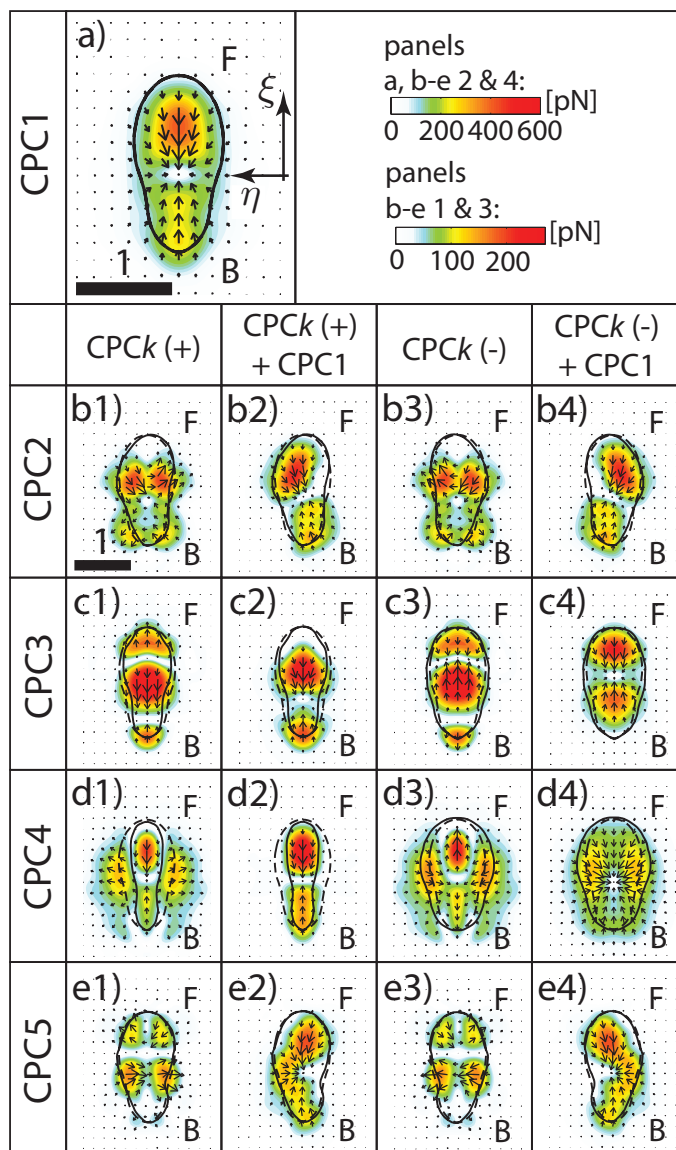 a)
F
ξ
η
B
1
CPC1
panels
a, b-e 2 & 4:
[pN]
0 200 400 600
panels
b-e 1 & 3:
[pN]
0 100 200
CPCk (+)
CPCk (+)
+ CPC1
CPCk (-)
CPCk (-)
+ CPC1
CPC2
b1) F
b2) F
b3) F
b4) F
1
B
B
B
B
CPC3
c1) F
c2) F
c3) F
c4) F
B
B
B
B
CPC4
d1) F
d2) F
d3) F
d4) F
B
B
B
B
CPC5
e1) F
e2) F
e3) F
e4) F
B
B
B
B